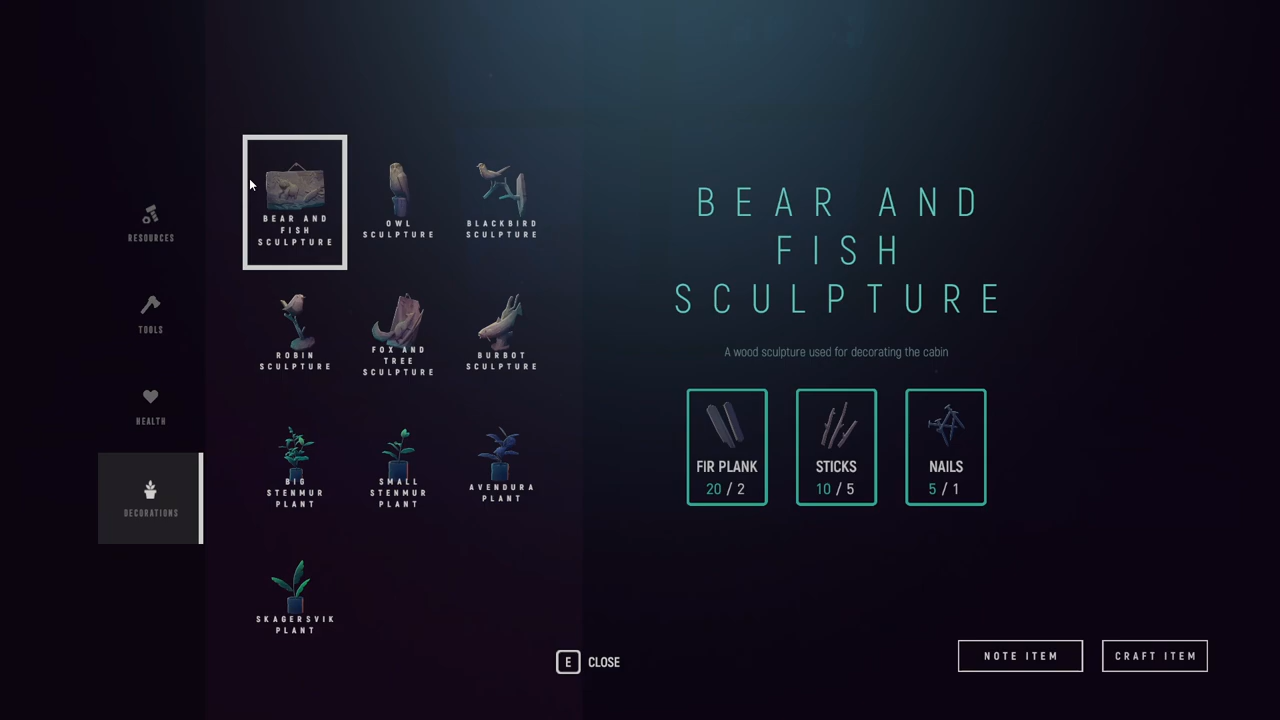 RESOURCES
TOOLS
HEALTH
DECORATIONS
BEAR AND
FISH
SCULPTURE
OWL
SCULPTURE
BLACKBIRD
SCULPTURE
ROBIN
SCULPTURE
FOX AND
TREE
SCULPTURE
BURBOT
SCULPTURE
BIG
STENMUR
PLANT
SMALL
STENMUR
PLANT
AVENDURA
PLANT
SKAGERSVIK
PLANT
BEAR AND
FISH
SCULPTURE
A wood sculpture used for decorating the cabin
FIR PLANK
20 / 2
STICKS
10 / 5
NAILS
5 / 1
E CLOSE
NOTE ITEM
CRAFT ITEM